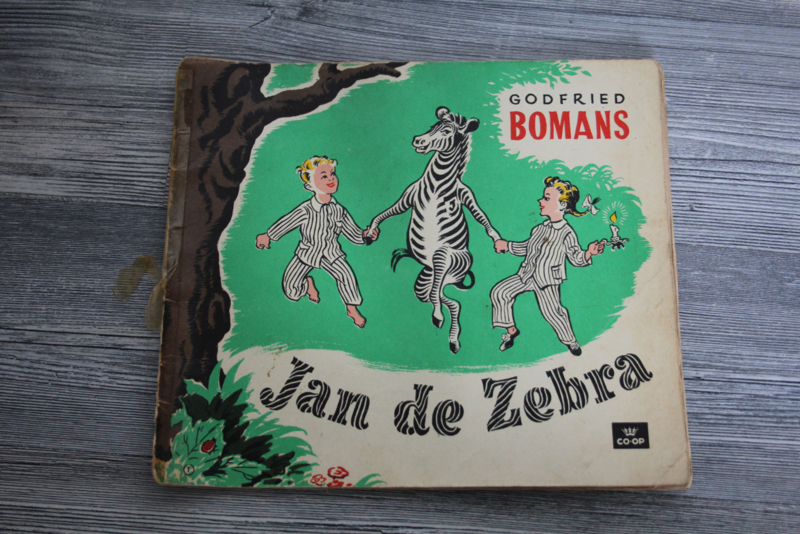 GODFRIED
BOMANS
Jan de Zebra
CO-OP